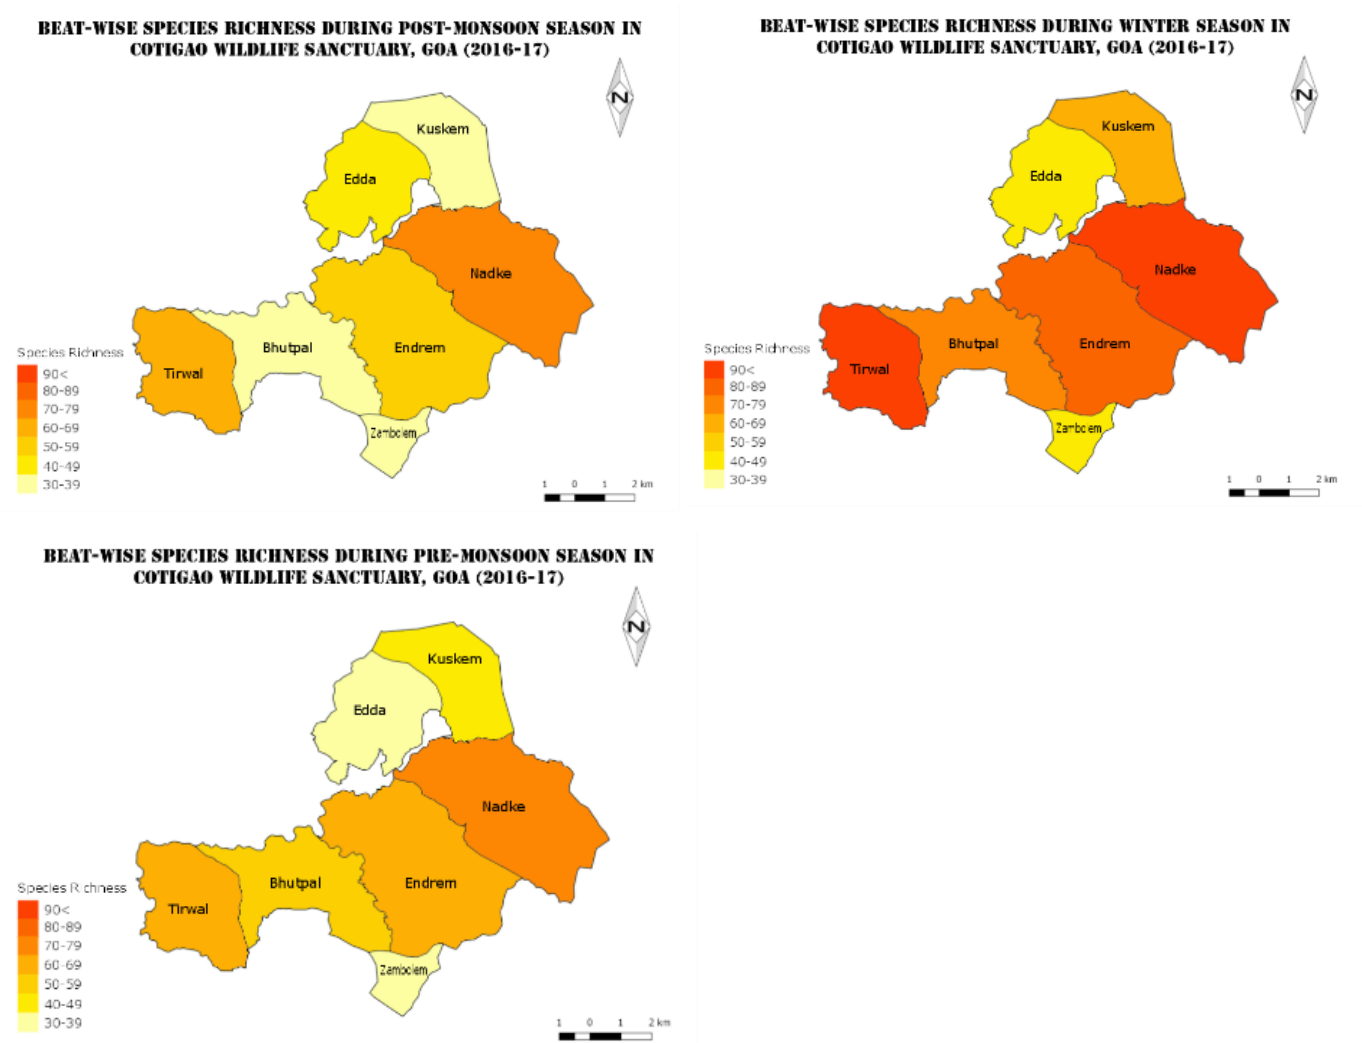 BEAT-WISE SPECIES RICHNESS DURING POST-MONSOON SEASON IN
COTIGAO WILDLIFE SANCTUARY, GOA (2016-17)
N
Kuskem
Edda
Nadke
Bhutpal
Endrem
Tirwal
Zambolem
Species Richness
90<
80-89
70-79
60-69
50-59
40-49
30-39
1 0 1 2 km
BEAT-WISE SPECIES RICHNESS DURING WINTER SEASON IN
COTIGAO WILDLIFE SANCTUARY, GOA (2016-17)
N
Kuskem
Edda
Nadke
Bhutpal
Endrem
Tirwal
Zambolem
Species Richness
90<
80-89
70-79
60-69
50-59
40-49
30-39
1 0 1 2 km
BEAT-WISE SPECIES RICHNESS DURING PRE-MONSOON SEASON IN
COTIGAO WILDLIFE SANCTUARY, GOA (2016-17)
N
Kuskem
Edda
Nadke
Bhutpal
Endrem
Tirwal
Zambolem
Species Richness
90<
80-89
70-79
60-69
50-59
40-49
30-39
1 0 1 2 km